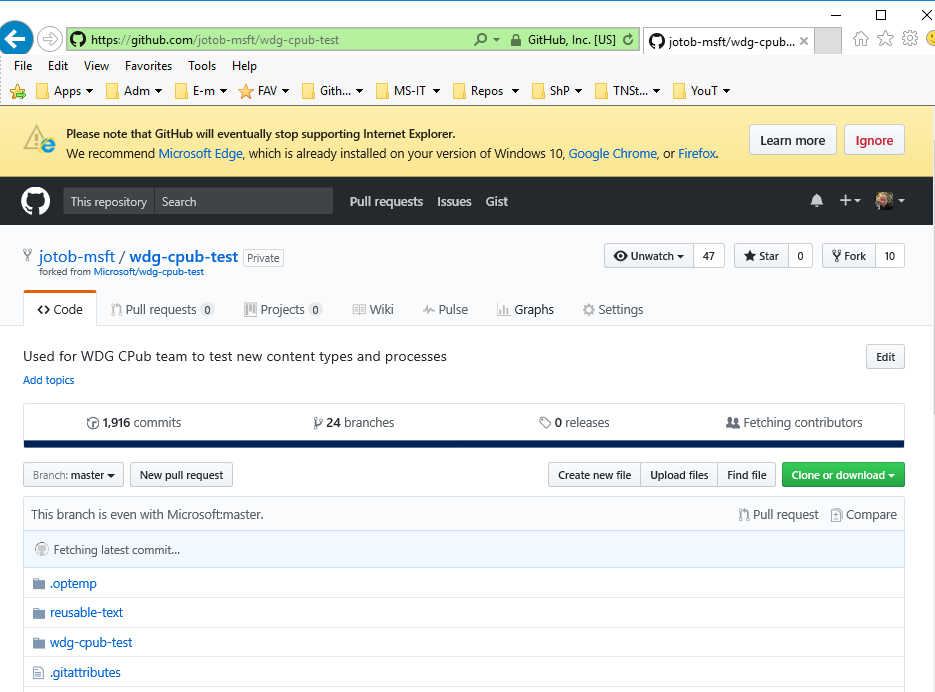 https://github.com/jotob-msft/wdg-cpub-test GitHub, Inc. [US] jotob-msft/wdg-cpub...
File Edit View Favorites Tools Help
Apps Adm E-m FAV Gith... MS-IT Repos ShP TNSt... YouT
Please note that GitHub will eventually stop supporting Internet Explorer.
We recommend Microsoft Edge, which is already installed on your version of Windows 10, Google Chrome, or Firefox.
Learn more Ignore
This repository Search Pull requests Issues Gist
jotob-msft / wdg-cpub-test Private
forked from Microsoft/wdg-cpub-test
Unwatch 47 Star 0 Fork 10
Code Pull requests 0 Projects 0 Wiki Pulse Graphs Settings
Used for WDG CPub team to test new content types and processes
Edit
Add topics
1,916 commits 24 branches 0 releases Fetching contributors
Branch: master New pull request Create new file Upload files Find file Clone or download
This branch is even with Microsoft:master. Pull request Compare
Fetching latest commit...
.optemp
reusable-text
wdg-cpub-test
.gitattributes